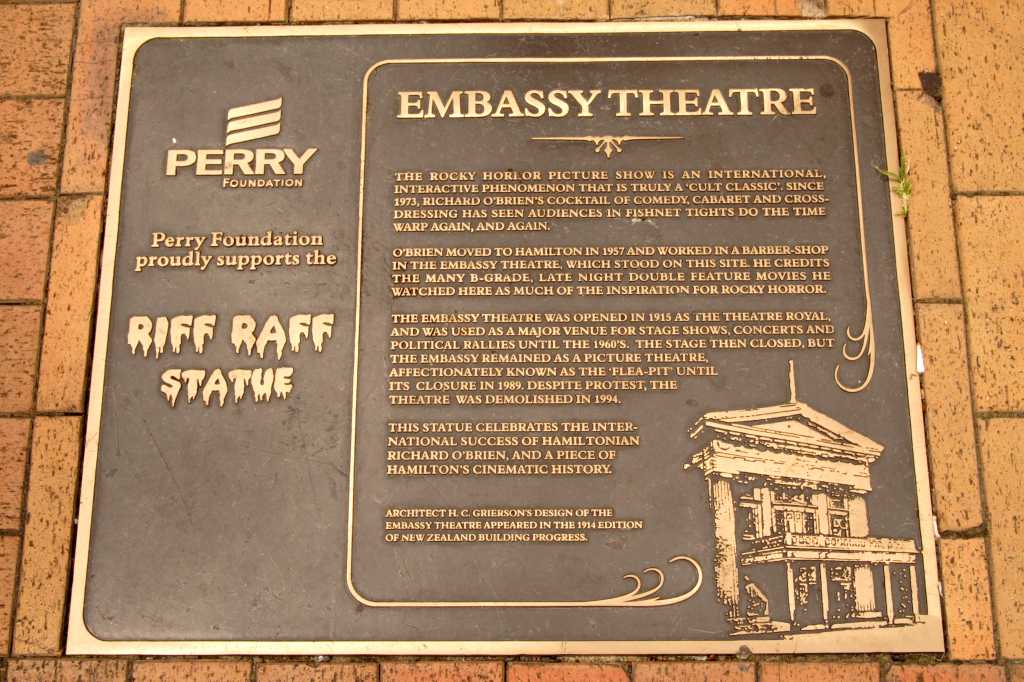 PERRY
FOUNDATION
Perry Foundation
proudly supports the
RIFF RAFF
STATUE
EMBASSY THEATRE
THE ROCKY HORROR PICTURE SHOW IS AN INTERNATIONAL,
INTERACTIVE PHENOMENON THAT IS TRULY A 'CULT CLASSIC'. SINCE
1973, RICHARD O'BRIEN'S COCKTAIL OF COMEDY, CABARET AND CROSS-
DRESSING HAS SEEN AUDIENCES IN FISHNET TIGHTS DO THE TIME
WARP AGAIN, AND AGAIN.
O'BRIEN MOVED TO HAMILTON IN 1957 AND WORKED IN A BARBER-SHOP
IN THE EMBASSY THEATRE, WHICH STOOD ON THIS SITE. HE CREDITS
THE MANY B-GRADE, LATE NIGHT DOUBLE FEATURE MOVIES HE
WATCHED HERE AS MUCH OF THE INSPIRATION FOR ROCKY HORROR.
THE EMBASSY THEATRE WAS OPENED IN 1915 AS THE THEATRE ROYAL,
AND WAS USED AS A MAJOR VENUE FOR STAGE SHOWS, CONCERTS AND
POLITICAL RALLIES UNTIL THE 1960'S. THE STAGE THEN CLOSED, BUT
THE EMBASSY REMAINED AS A PICTURE THEATRE,
AFFECTIONATELY KNOWN AS THE 'FLEA-PIT' UNTIL
ITS CLOSURE IN 1989. DESPITE PROTEST, THE
THEATRE WAS DEMOLISHED IN 1994.
THIS STATUE CELEBRATES THE INTER-
NATIONAL SUCCESS OF HAMILTONIAN
RICHARD O'BRIEN, AND A PIECE OF
HAMILTON'S CINEMATIC HISTORY.
ARCHITECT H. C. GRIERSON'S DESIGN OF THE
EMBASSY THEATRE APPEARED IN THE 1914 EDITION
OF NEW ZEALAND BUILDING PROGRESS.